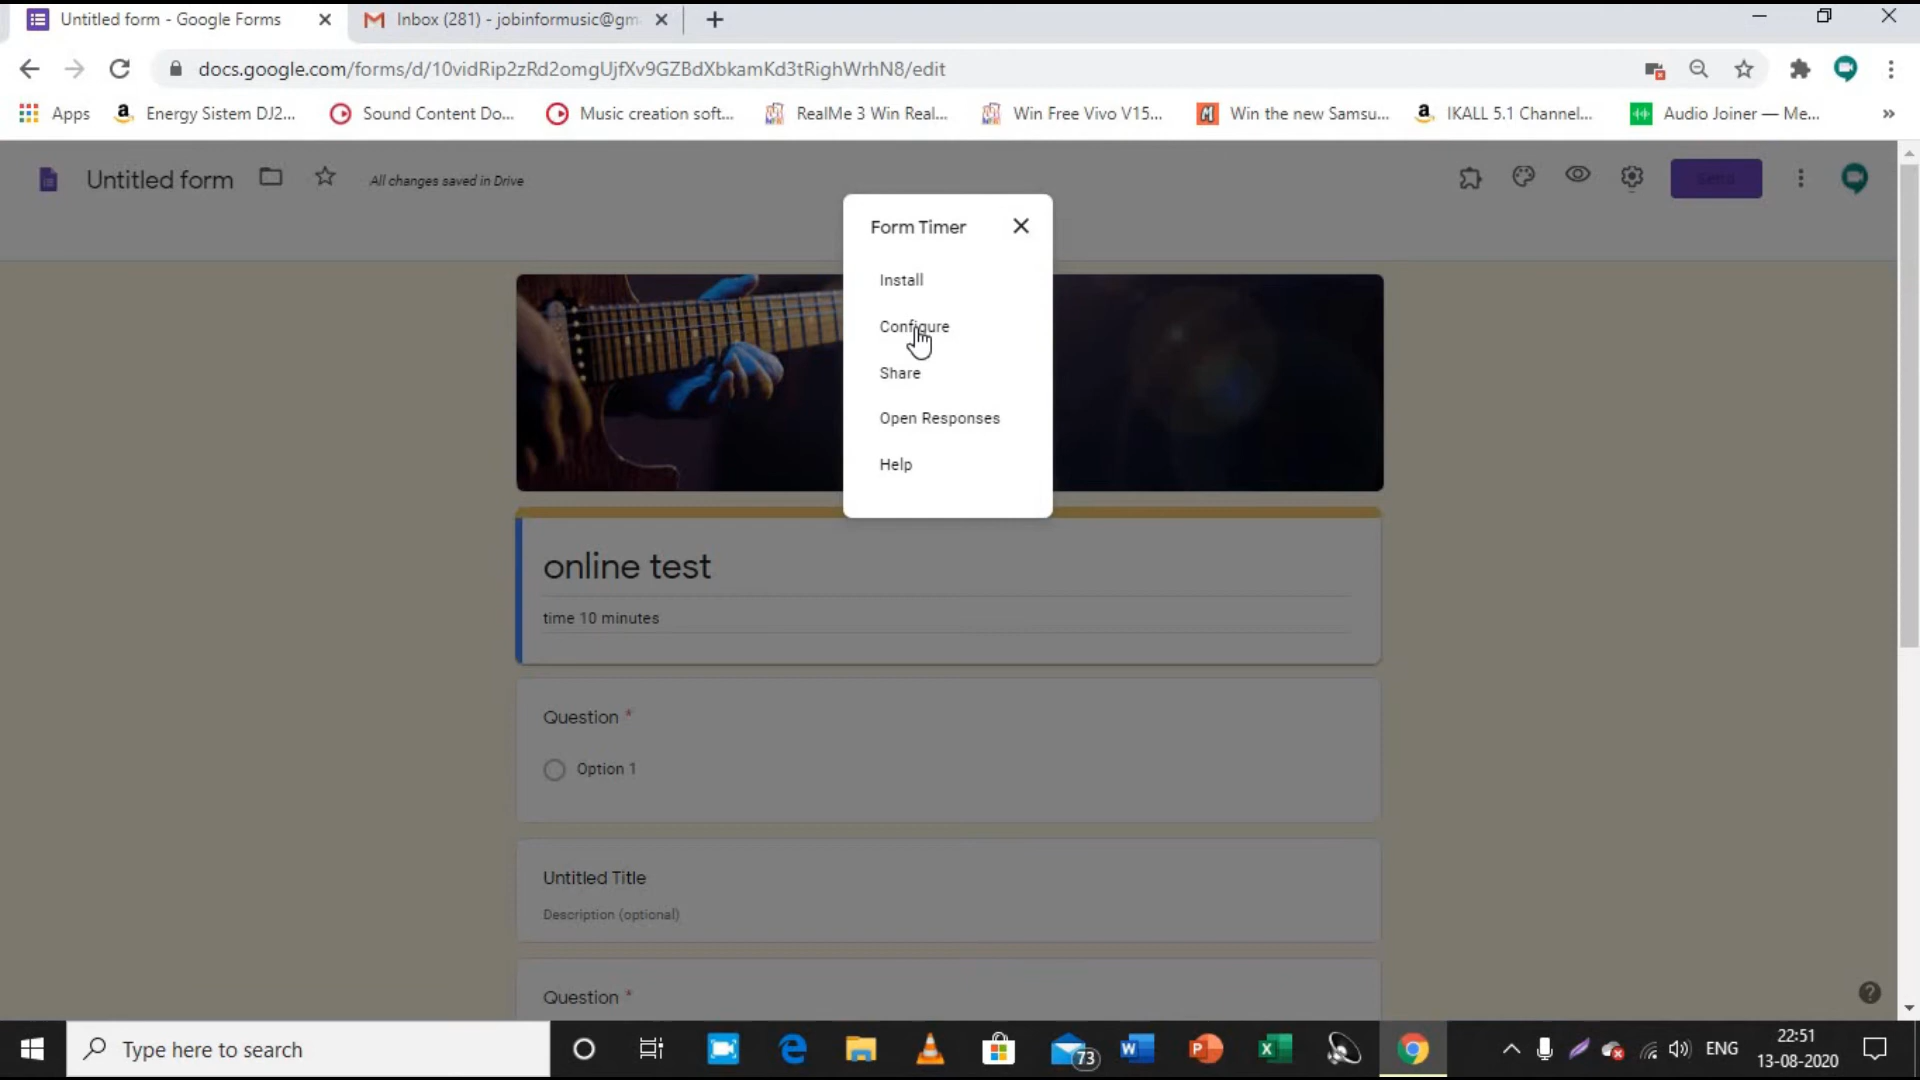 Untitled form - Google Forms
Inbox (281) - jobinformusic@gm
docs.google.com/forms/d/10vidRip2zRd2omgUjfXv9GZBdXbkamKd3tRighWrhN8/edit
Apps
Energy Sistem DJ2...
Sound Content Do...
Music creation soft...
RealMe 3 Win Real...
Win Free Vivo V15...
Win the new Samsu...
IKALL 5.1 Channel...
Audio Joiner — Me...
Untitled form
All changes saved in Drive
Send
Form Timer
Install
Configure
Share
Open Responses
Help
online test
time 10 minutes
Question *
Option 1
Untitled Title
Description (optional)
Question *
Type here to search
73
ENG
22:51
13-08-2020